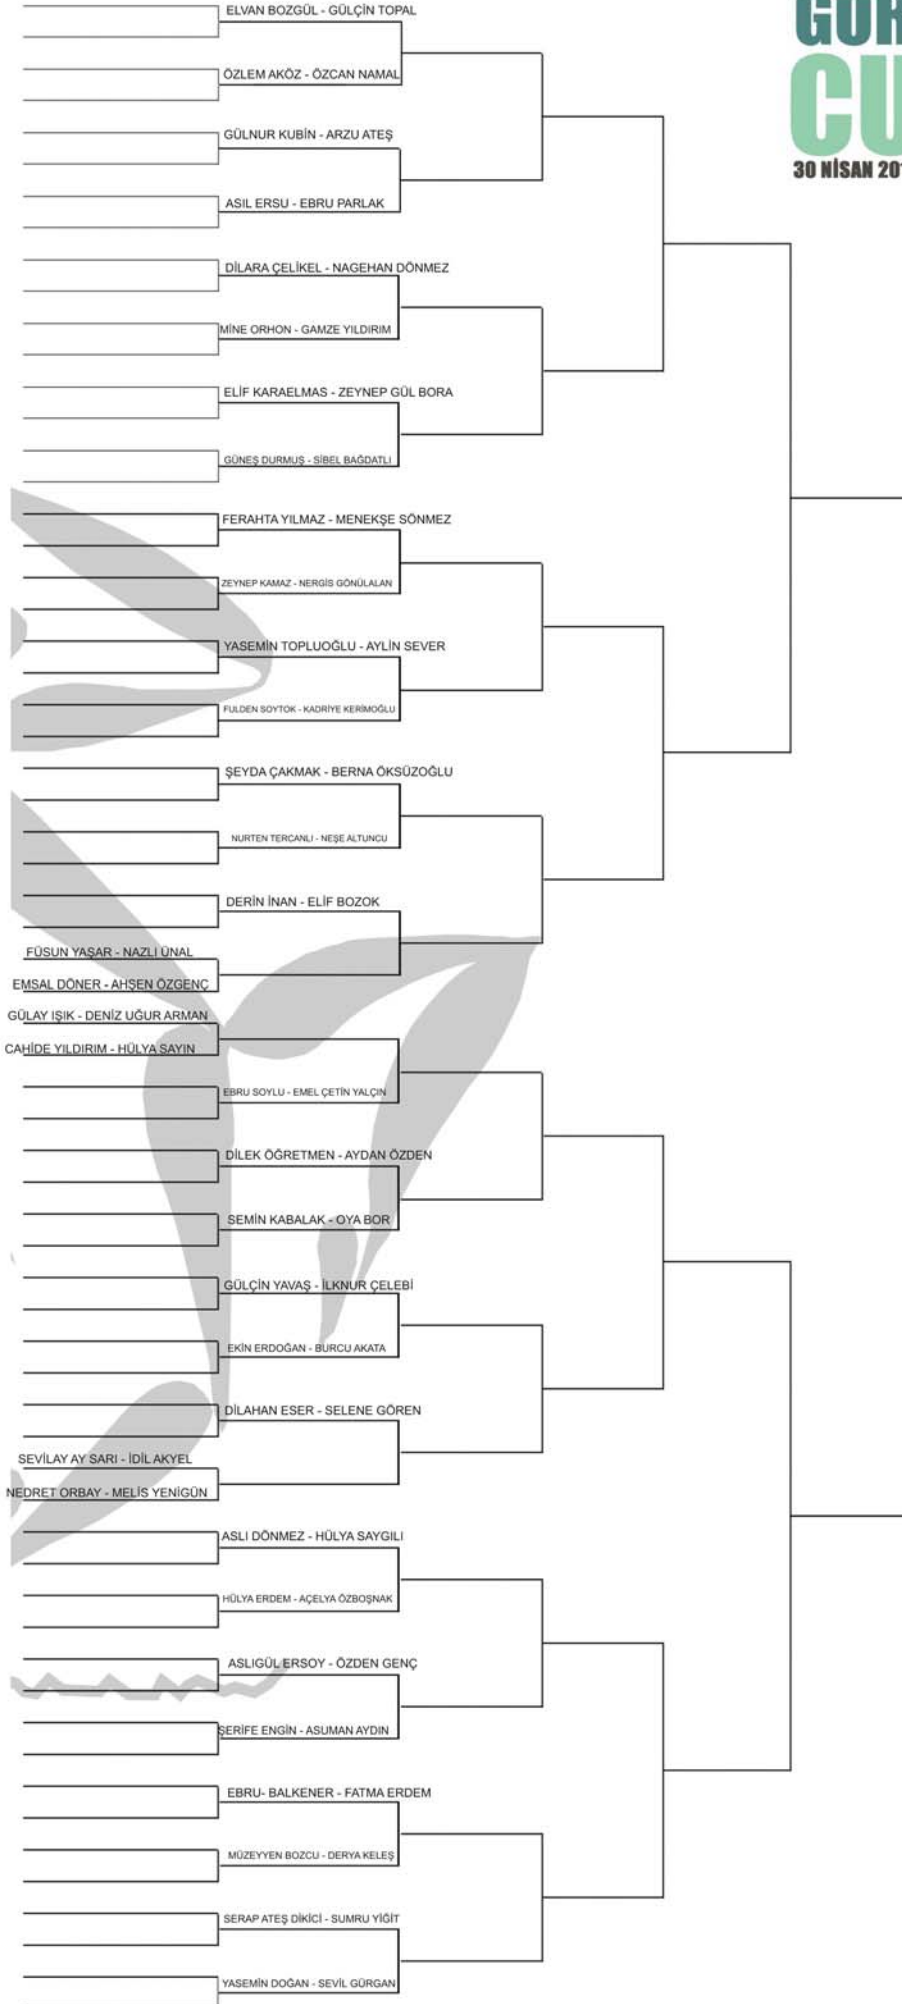 ELVAN BOZGÜL - GÜLÇİN TOPAL
ÖZLEM AKÖZ - ÖZCAN NAMAL
GÜLNUR KUBİN - ARZU ATEŞ
ASIL ERSU - EBRU PARLAK
DİLARA ÇELİKEL - NAGEHAN DÖNMEZ
MİNE ORHON - GAMZE YILDIRIM
ELİF KARAELMAS - ZEYNEP GÜL BORA
GÜNEŞ DURMUŞ - SİBEL BAĞDATLI
FERAHTA YILMAZ - MENEKŞE SÖNMEZ
ZEYNEP KAMAZ - NERGİS GÖNÜLALAN
YASEMİN TOPLUOĞLU - AYLİN SEVER
FULDEN SOYTOK - KADRİYE KERİMOĞLU
ŞEYDA ÇAKMAK - BERNA ÖKSÜZOĞLU
NURTEN TERCANLI - NEŞE ALTUNCU
DERİN İNAN - ELİF BOZOK
FÜSUN YAŞAR - NAZLI ÜNAL
EMSAL DÖNER - AHŞEN ÖZGENÇ
GÜLAY IŞIK - DENİZ UĞUR ARMAN
CAHİDE YILDIRIM - HÜLYA SAYIN
EBRU SOYLU - EMEL ÇETİN YALÇIN
DİLEK ÖĞRETMEN - AYDAN ÖZDEN
SEMİN KABALAK - OYA BOR
GÜLÇİN YAVAŞ - İLKNUR ÇELEBİ
EKİN ERDOĞAN - BURCU AKATA
DİLAHAN ESER - SELENE GÖREN
SEVİLAY AY SARI - İDİL AKYEL
NEDRET ORBAY - MELİS YENİGÜN
ASLI DÖNMEZ - HÜLYA SAYGILI
HÜLYA ERDEM - AÇELYA ÖZBOŞNAK
ASLIGÜL ERSOY - ÖZDEN GENÇ
ŞERİFE ENGİN - ASUMAN AYDIN
EBRU- BALKENER - FATMA ERDEM
MÜZEYYEN BOZCU - DERYA KELEŞ
SERAP ATEŞ DİKİCİ - SUMRU YİĞİT
YASEMİN DOĞAN - SEVİL GÜRGAN
30 NİSAN